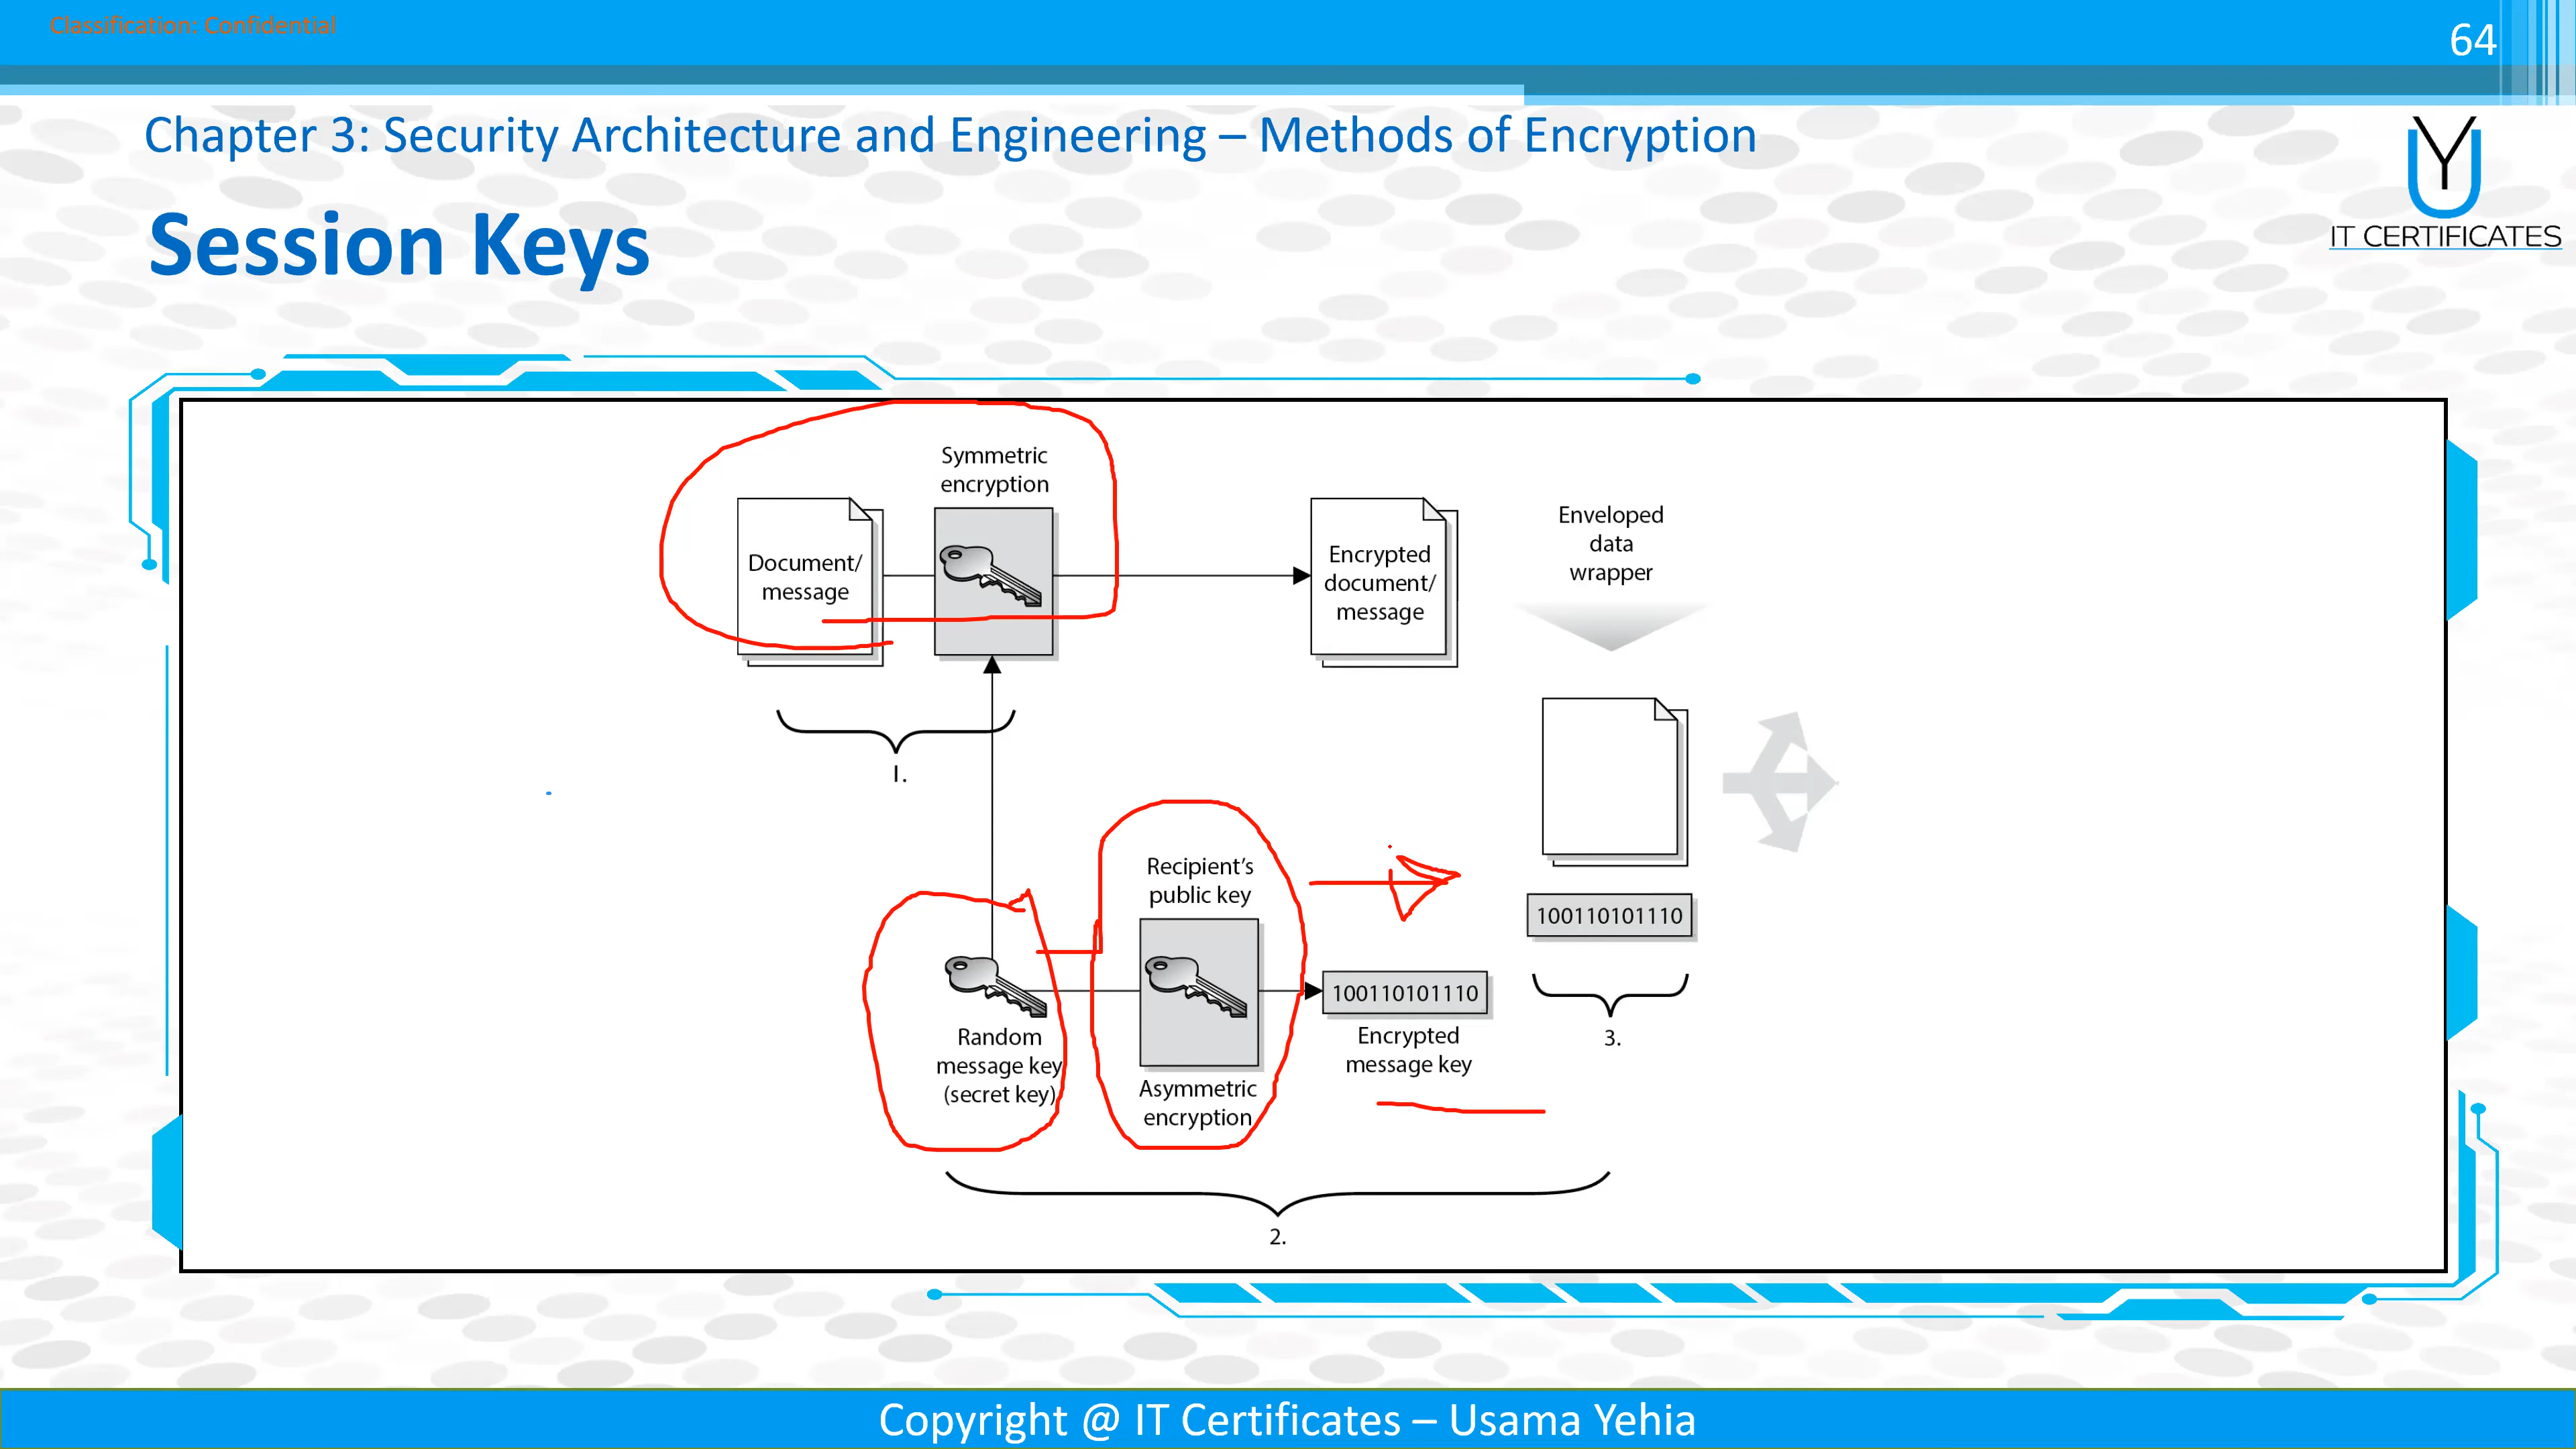 Classification: Confidential
64
Chapter 3: Security Architecture and Engineering – Methods of Encryption
Session Keys
IT CERTIFICATES
Symmetric
encryption
Document/
message
Encrypted
document/
message
Enveloped
data
wrapper
1.
Recipient's
public key
100110101110
100110101110
Random
message key
(secret key)
Asymmetric
encryption
Encrypted
message key
3.
2.
Copyright @ IT Certificates – Usama Yehia